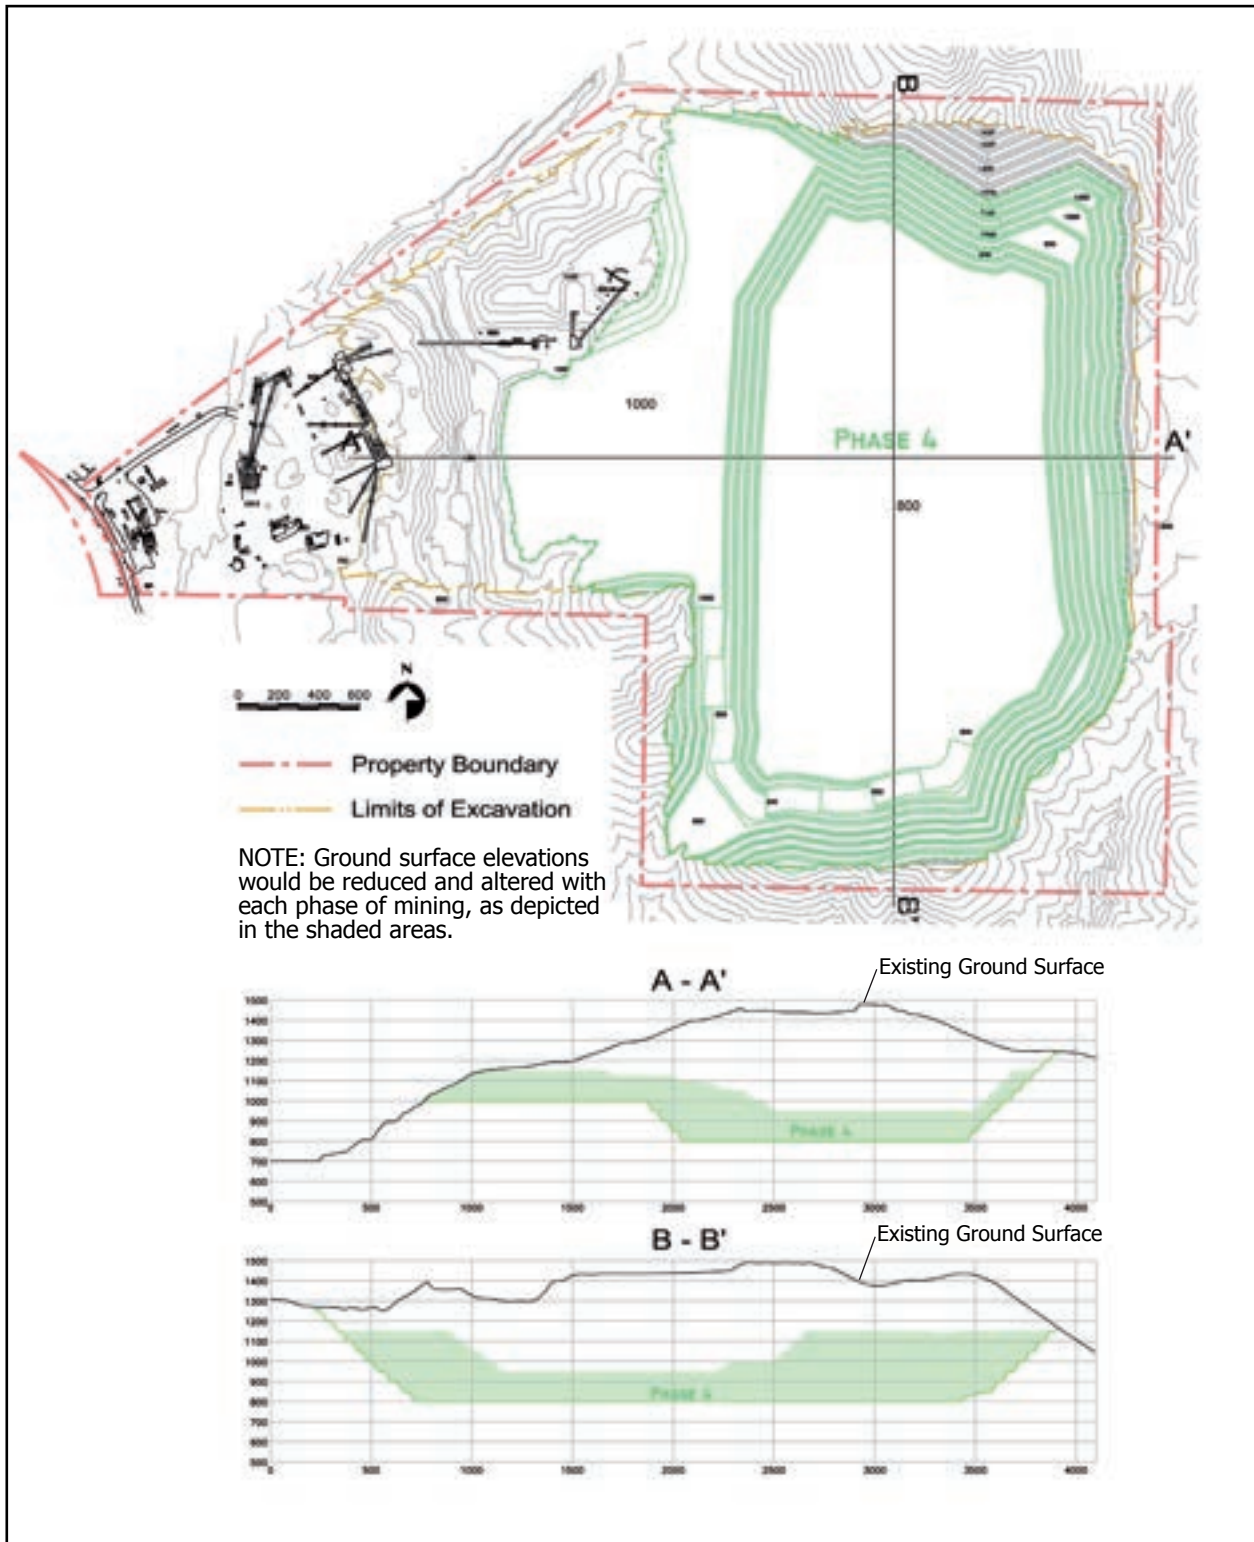 B
A
A'
1000
PHASE 4
800
B'
N
0 200 400 600
Property Boundary
Limits of Excavation
NOTE: Ground surface elevations
would be reduced and altered with
each phase of mining, as depicted
in the shaded areas.
A - A'
Existing Ground Surface
1500
1400
1300
1200
1100
1000
900
800
700
600
500
PHASE 4
0 500 1000 1500 2000 2500 3000 3500 4000
B - B'
Existing Ground Surface
1500
1400
1300
1200
1100
1000
900
800
700
600
500
PHASE 4
0 500 1000 1500 2000 2500 3000 3500 4000